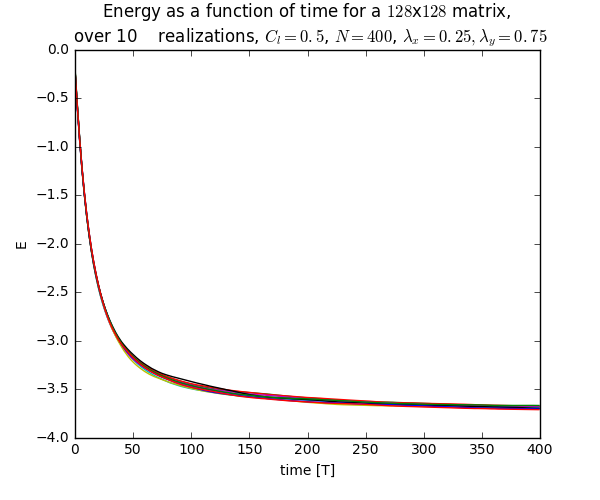 Energy as a function of time for a 128x128 matrix,
over 10 realizations, $C_l = 0.5$, $N = 400$, $\lambda_x = 0.25, \lambda_y = 0.75$
0.0
−0.5
−1.0
−1.5
−2.0
−2.5
−3.0
−3.5
−4.0
E
0 50 100 150 200 250 300 350 400
time [T]